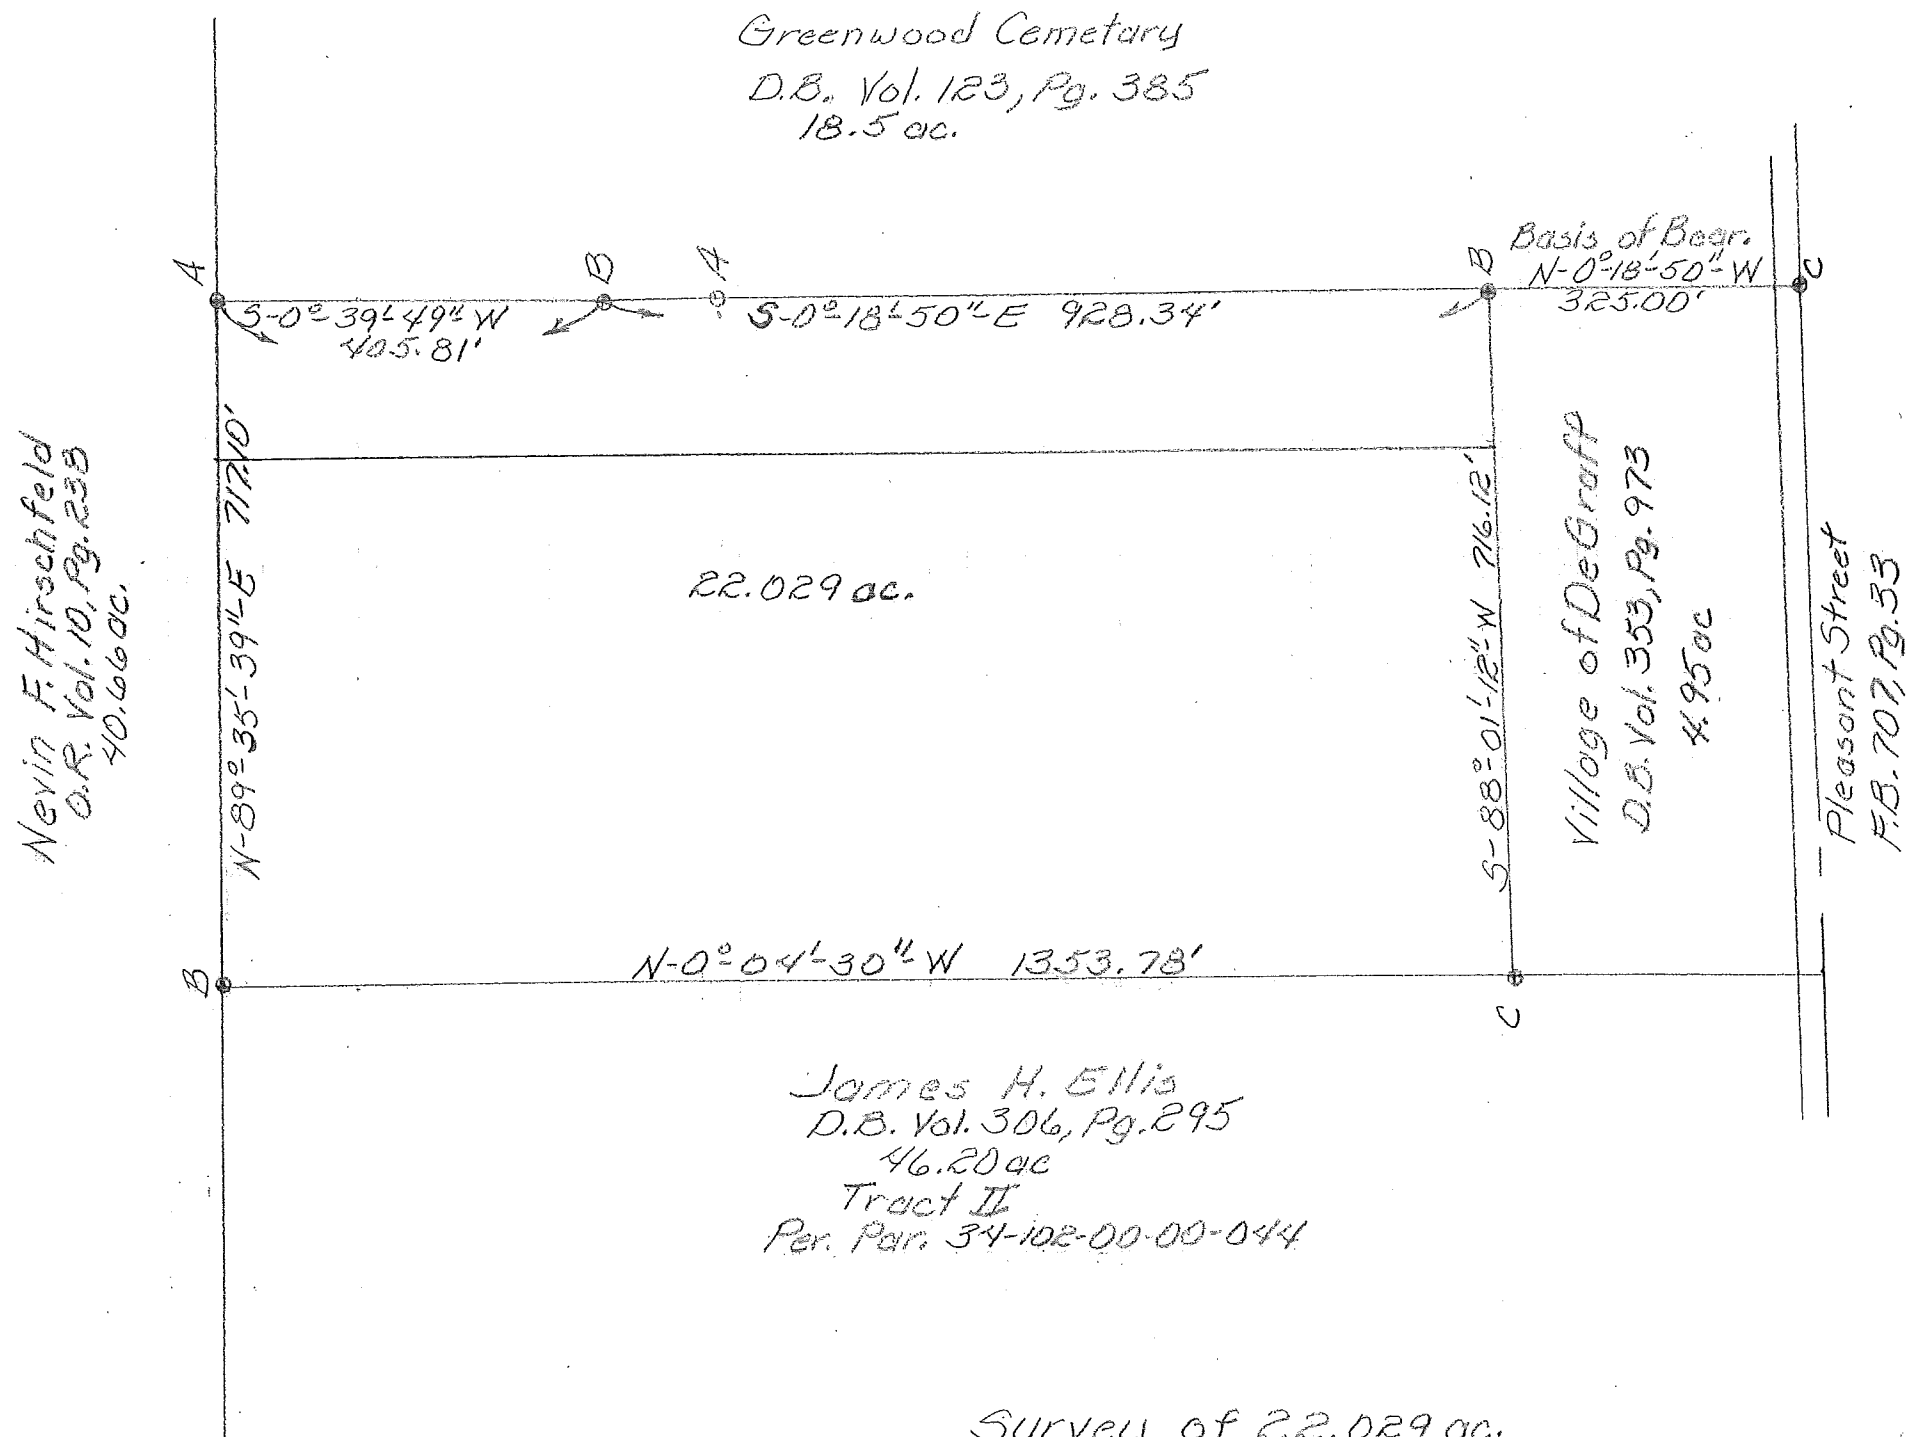 Greenwood Cemetary
D.B. Vol. 123, Pg. 385
18.5 ac.
A
B
A
B
C
Basis of Bear.
N-0°-18'-50"-W
325.00'
S-0°-39'-49" W
405.81'
S-0°-18'-50"-E 928.34'
Nevin F. Hirschfeld
O.R. Vol. 10, Pg. 238
40.66 ac.
N-89°-35'-39"-E 717.10'
22.029 ac.
S-88°-01'-12"-W 716.12'
Village of DeGraff
D.B. Vol. 353, Pg. 973
4.95 ac
Pleasant Street
F.B. 707, Pg. 33
N-0°-04'-30"-W 1353.78'
B
C
James H. Ellis
D.B. Vol. 306, Pg. 295
46.20 ac
Tract II
Per. Par. 34-102-00-00-044
Survey of 22.029 ac.